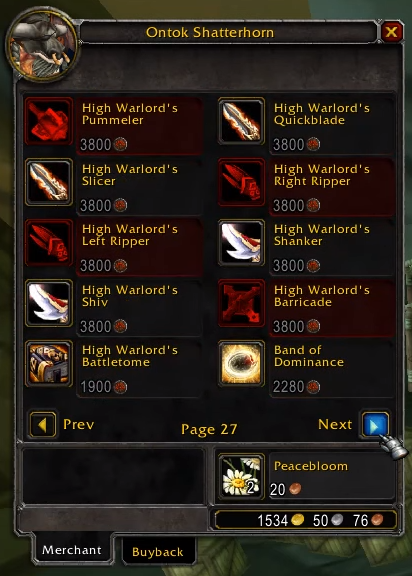 Ontok Shatterhorn
High Warlord's
Pummeler
3800
High Warlord's
Quickblade
3800
High Warlord's
Slicer
3800
High Warlord's
Right Ripper
3800
High Warlord's
Left Ripper
3800
High Warlord's
Shanker
3800
High Warlord's
Shiv
3800
High Warlord's
Barricade
3800
High Warlord's
Battletome
1900
Band of
Dominance
2280
Prev
Page 27
Next
2
Peacebloom
20
1534 50 76
Merchant
Buyback